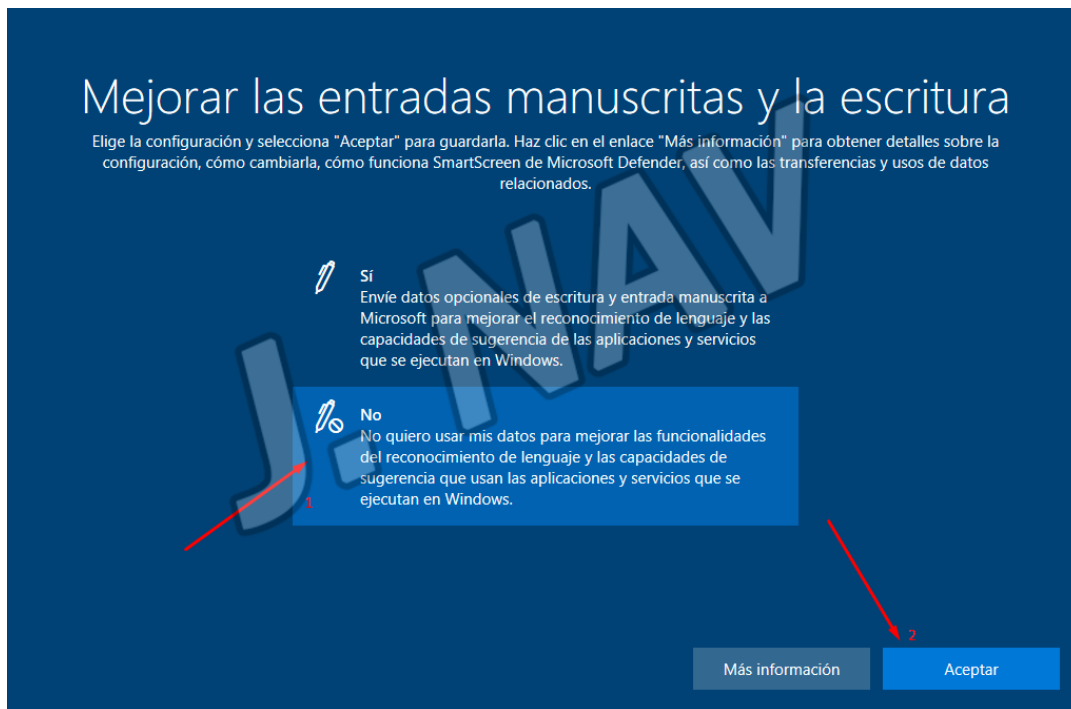 Mejorar las entradas manuscritas y la escritura
Elige la configuración y selecciona "Aceptar" para guardarla. Haz clic en el enlace "Más información" para obtener detalles sobre la
configuración, cómo cambiarla, cómo funciona SmartScreen de Microsoft Defender, así como las transferencias y usos de datos
relacionados.
Sí
Envíe datos opcionales de escritura y entrada manuscrita a
Microsoft para mejorar el reconocimiento de lenguaje y las
capacidades de sugerencia de las aplicaciones y servicios
que se ejecutan en Windows.
No
No quiero usar mis datos para mejorar las funcionalidades
del reconocimiento de lenguaje y las capacidades de
sugerencia que usan las aplicaciones y servicios que se
ejecutan en Windows.
1
J. NAV
2
Más información
Aceptar